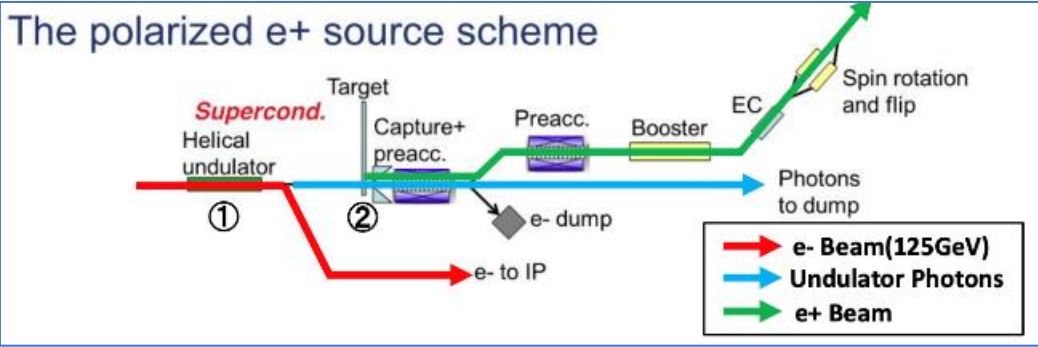 The polarized e+ source scheme
Target
Supercond.
Helical
undulator
Capture+
preacc.
Preacc.
Booster
EC
Spin rotation
and flip
①
②
e- dump
Photons
to dump
e- to IP
e- Beam(125GeV)
Undulator Photons
e+ Beam